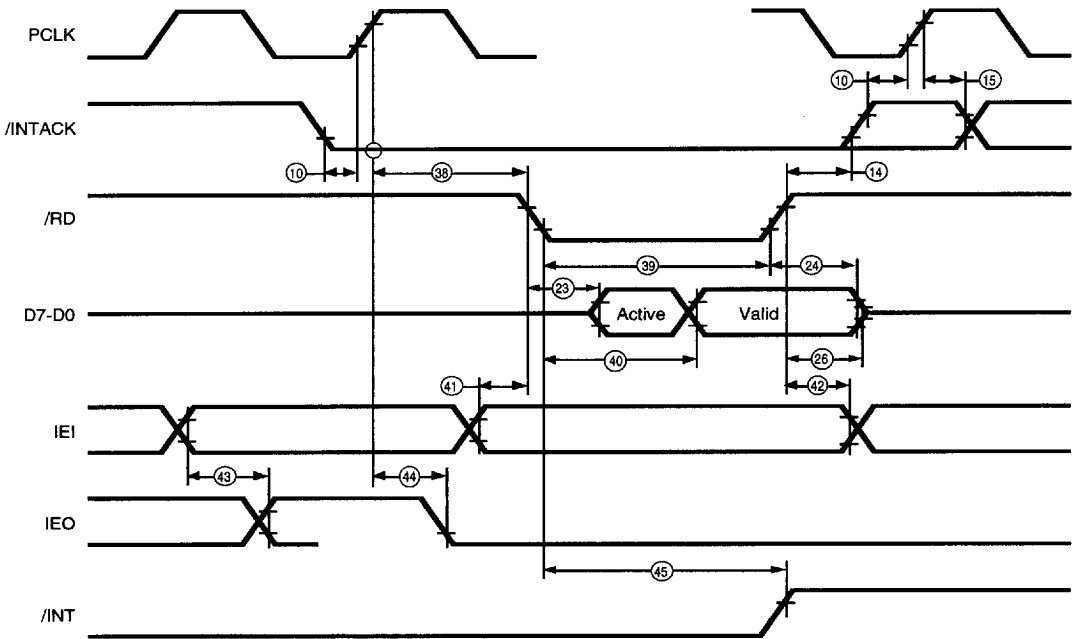 PCLK
10
15
/INTACK
10
38
14
/RD
39
24
23
D7-D0
Active
Valid
40
26
41
42
IEI
43
44
IEO
45
/INT